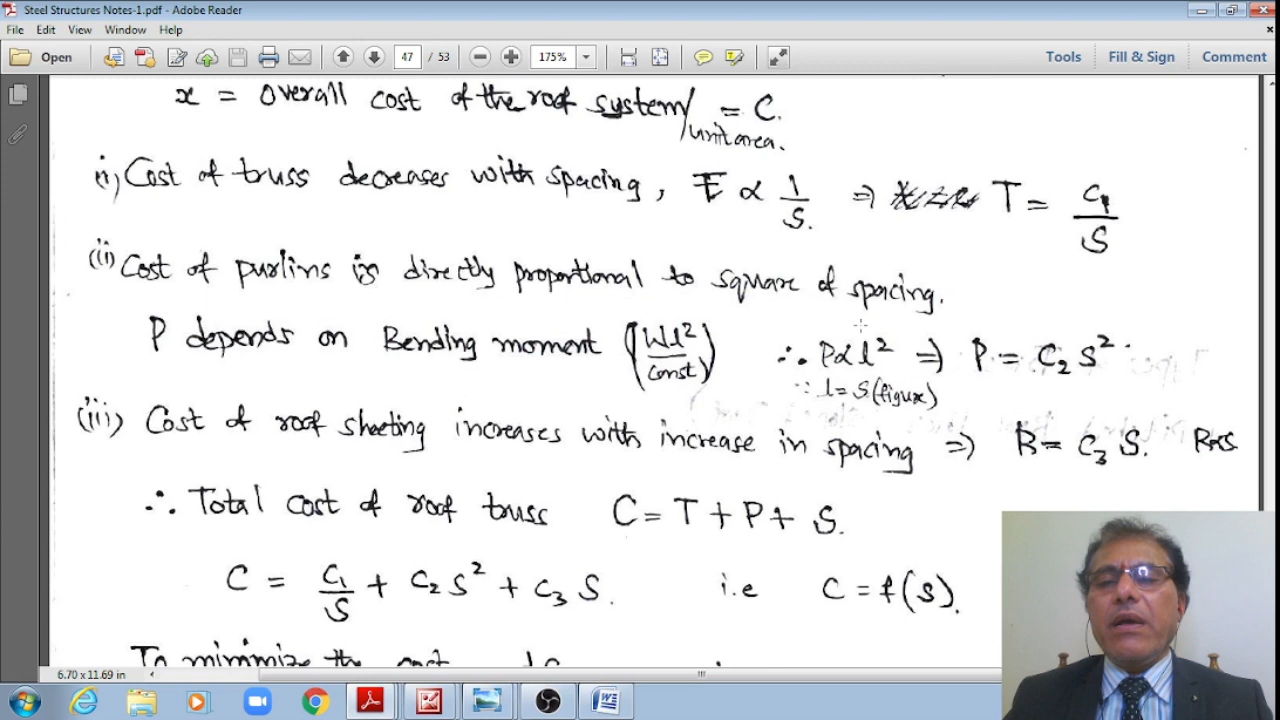 Steel Structures Notes-1.pdf - Adobe Reader
File Edit View Window Help
Open 47 / 53 175% Tools Fill & Sign Comment
x = overall cost of the roof system/unit area. = C.
(i) Cost of truss decreases with spacing, T ∝ 1/S. ⇒ T = C1/S
(ii) Cost of purlins is directly proportional to square of spacing.
P depends on Bending moment (Wl²/Const) ∴ P∝l² ⇒ P = C2 S².
∵ l = S (figure)
(iii) Cost of roof sheeting increases with increase in spacing ⇒ R = C3 S. R∝S.
∴ Total cost of roof truss C = T + P + S.
C = C1/S + C2 S² + C3 S. i.e C = f(S).
To minimize the cost
6.70 x 11.69 in